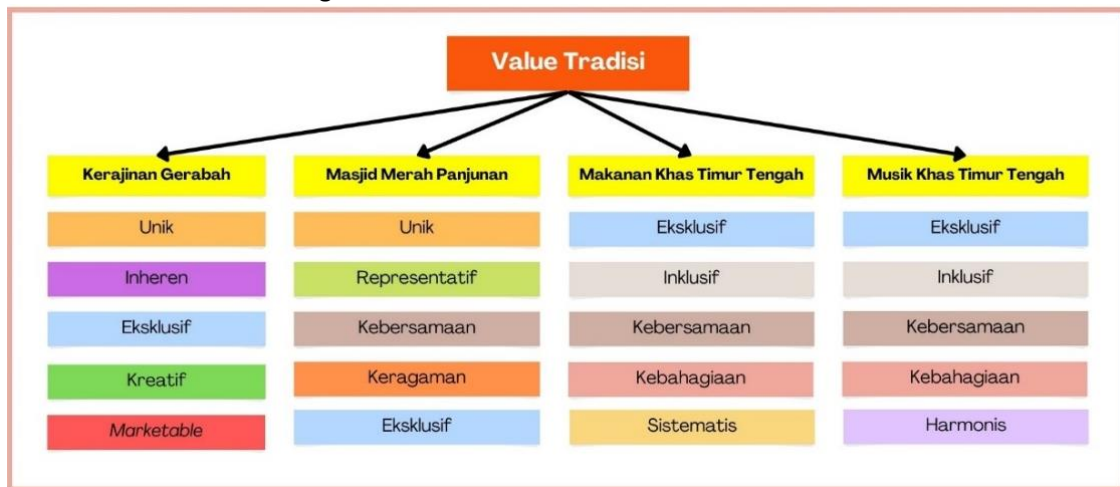 Value Tradisi
Kerajinan Gerabah
Unik
Inheren
Eksklusif
Kreatif
Marketable
Masjid Merah Panjunan
Unik
Representatif
Kebersamaan
Keragaman
Eksklusif
Makanan Khas Timur Tengah
Eksklusif
Inklusif
Kebersamaan
Kebahagiaan
Sistematis
Musik Khas Timur Tengah
Eksklusif
Inklusif
Kebersamaan
Kebahagiaan
Harmonis